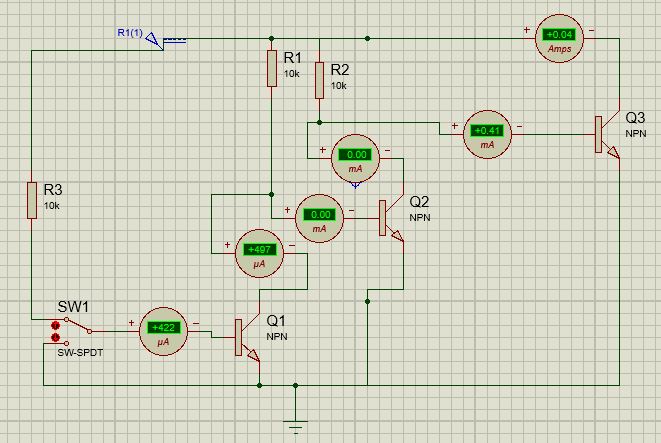 R1(1)
+ +0.04 −
Amps
R1
10k
R2
10k
Q3
NPN
+ +0.41 −
mA
+ 0.00 −
mA
R3
10k
Q2
NPN
+ 0.00 −
mA
+ +497 −
µA
SW1
SW-SPDT
+ +422 −
µA
Q1
NPN